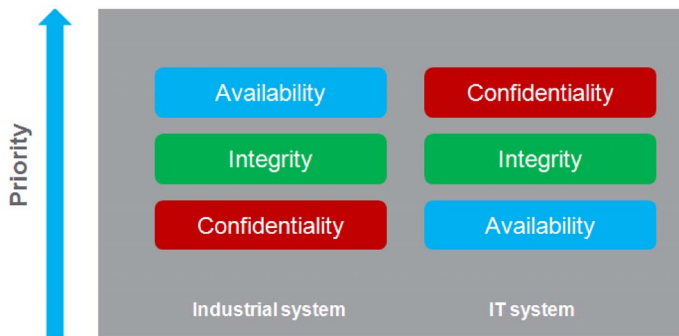 Priority
Availability
Confidentiality
Integrity
Integrity
Confidentiality
Availability
Industrial system
IT system